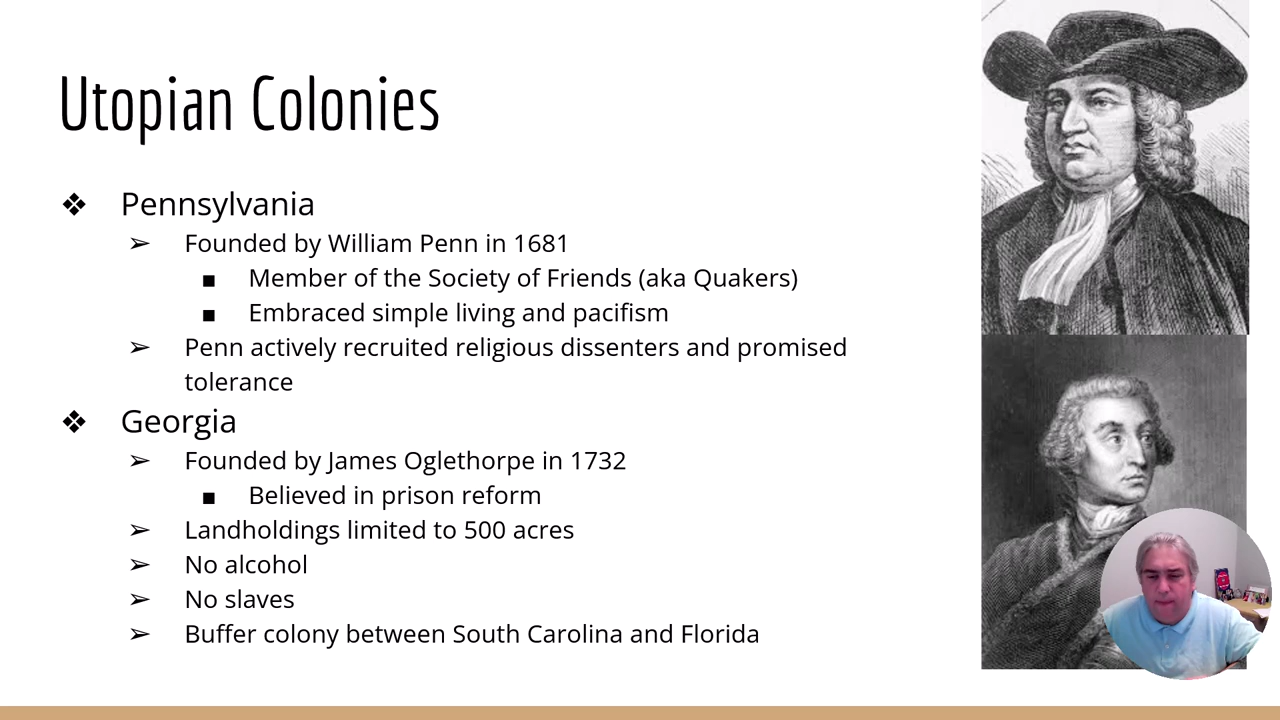 Utopian Colonies
❖ Pennsylvania
➢ Founded by William Penn in 1681
■ Member of the Society of Friends (aka Quakers)
■ Embraced simple living and pacifism
➢ Penn actively recruited religious dissenters and promised
tolerance
❖ Georgia
➢ Founded by James Oglethorpe in 1732
■ Believed in prison reform
➢ Landholdings limited to 500 acres
➢ No alcohol
➢ No slaves
➢ Buffer colony between South Carolina and Florida